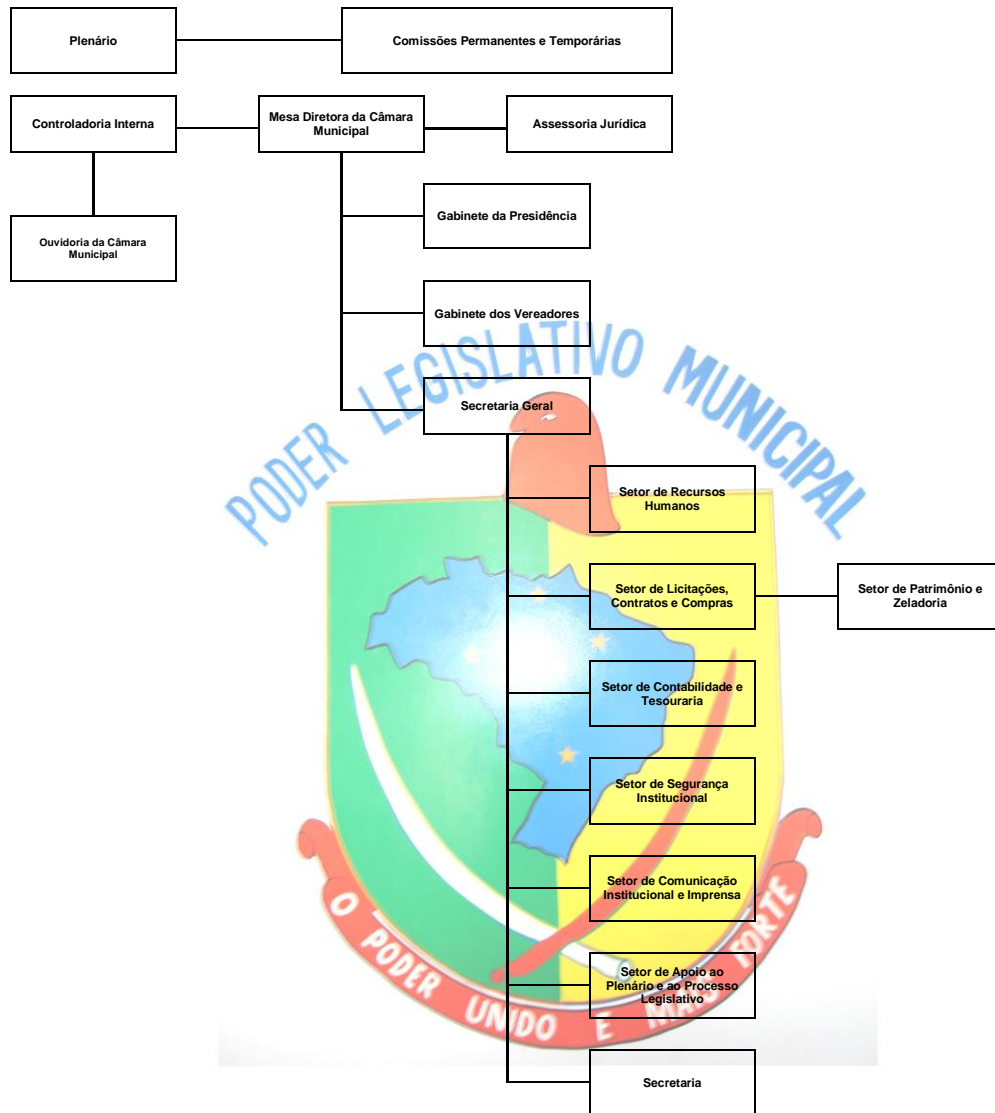 Plenário
Comissões Permanentes e Temporárias
Controladoria Interna
Mesa Diretora da Câmara
Municipal
Assessoria Jurídica
Gabinete da Presidência
Ouvidoria da Câmara
Municipal
Gabinete dos Vereadores
PODER LEGISLATIVO MUNICIPAL
Secretaria Geral
Setor de Recursos
Humanos
Setor de Licitações,
Contratos e Compras
Setor de Patrimônio e
Zeladoria
Setor de Contabilidade e
Tesouraria
Setor de Segurança
Institucional
Setor de Comunicação
Institucional e Imprensa
Setor de Apoio ao
Plenário e ao Processo
Legislativo
O PODER UNIDO E MAIS FORTE
Secretaria